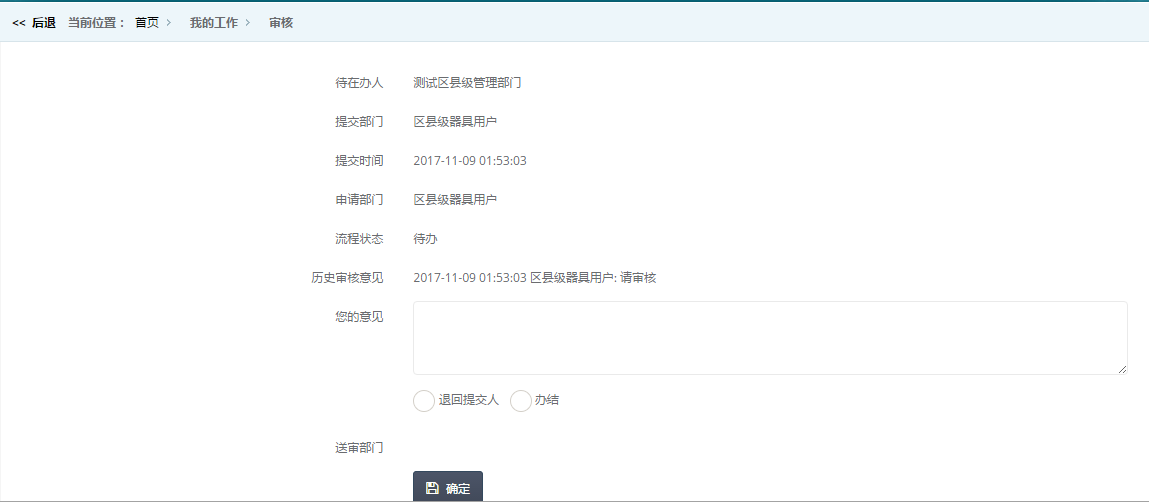 << 后退 当前位置： 首页 > 我的工作 > 审核
待在办人 测试区县级管理部门
提交部门 区县级器具用户
提交时间 2017-11-09 01:53:03
申请部门 区县级器具用户
流程状态 待办
历史审核意见 2017-11-09 01:53:03 区县级器具用户: 请审核
您的意见
退回提交人 办结
送审部门
确定